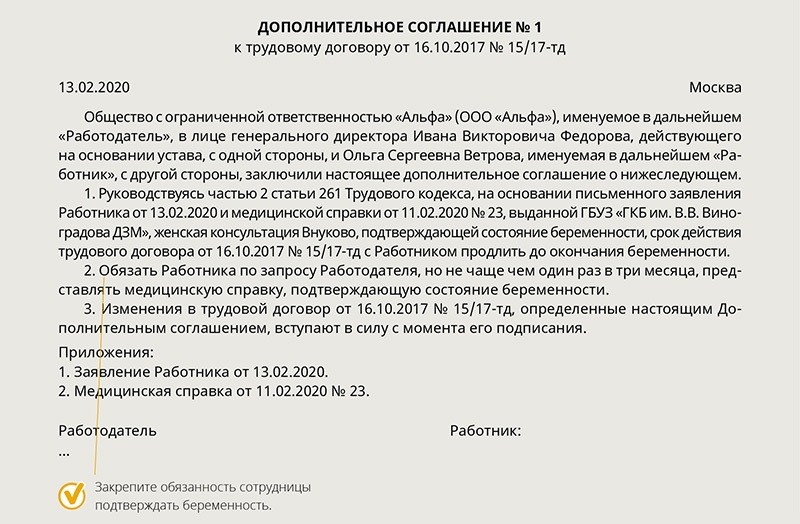 ДОПОЛНИТЕЛЬНОЕ СОГЛАШЕНИЕ № 1
к трудовому договору от 16.10.2017 № 15/17-тд
13.02.2020 Москва
Общество с ограниченной ответственностью «Альфа» (ООО «Альфа»), именуемое в дальнейшем
«Работодатель», в лице генерального директора Ивана Викторовича Федорова, действующего
на основании устава, с одной стороны, и Ольга Сергеевна Ветрова, именуемая в дальнейшем «Ра-
ботник», с другой стороны, заключили настоящее дополнительное соглашение о нижеследующем.
1. Руководствуясь частью 2 статьи 261 Трудового кодекса, на основании письменного заявления
Работника от 13.02.2020 и медицинской справки от 11.02.2020 № 23, выданной ГБУЗ «ГКБ им. В.В. Вино-
градова ДЗМ», женская консультация Внуково, подтверждающей состояние беременности, срок действия
трудового договора от 16.10.2017 № 15/17-тд с Работником продлить до окончания беременности.
2. Обязать Работника по запросу Работодателя, но не чаще чем один раз в три месяца, пред-
ставлять медицинскую справку, подтверждающую состояние беременности.
3. Изменения в трудовой договор от 16.10.2017 № 15/17-тд, определенные настоящим До-
полнительным соглашением, вступают в силу с момента его подписания.
Приложения:
1. Заявление Работника от 13.02.2020.
2. Медицинская справка от 11.02.2020 № 23.
Работодатель Работник:
...
Закрепите обязанность сотрудницы
подтверждать беременность.